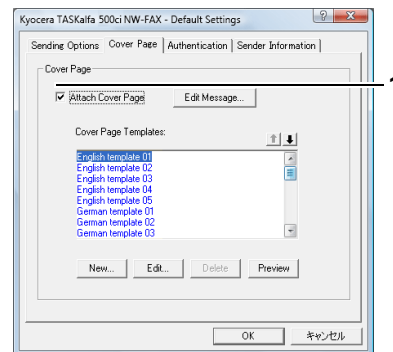 Kyocera TASKalfa 500ci NW-FAX - Default Settings
Sending Options Cover Page Authentication Sender Information
Cover Page
Attach Cover Page Edit Message...
Cover Page Templates:
English template 01
English template 02
English template 03
English template 04
English template 05
German template 01
German template 02
German template 03
New... Edit... Delete Preview
OK キャンセル